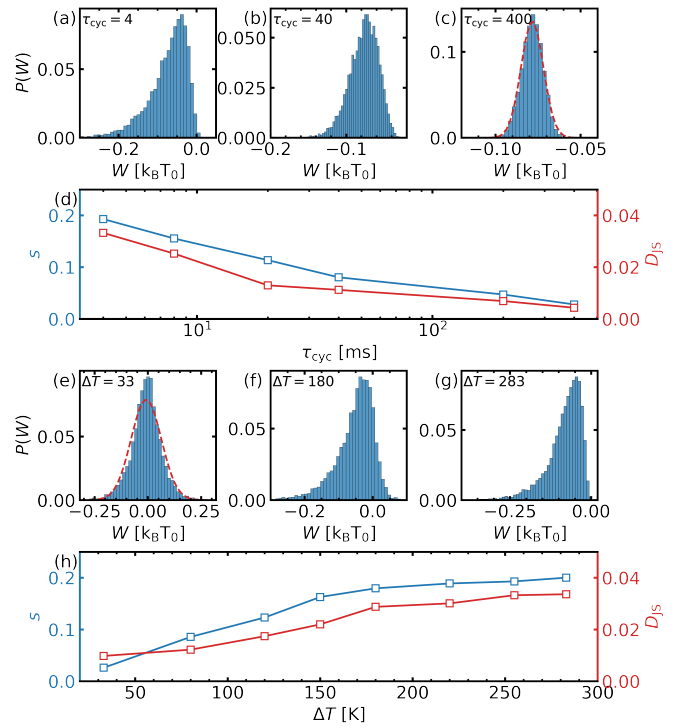 (a) τcyc = 4
(b) τcyc = 40
(c) τcyc = 400
P(W)
0.05
0.00
−0.2 0.0
W [kBT0]
0.050
0.025
0.000
−0.2 −0.1
W [kBT0]
0.1
0.0
−0.10 −0.05
W [kBT0]
(d)
s
0.2
0.1
0.0
0.04
0.02
0.00
DJS
10¹ 10²
τcyc [ms]
(e) ΔT = 33
(f) ΔT = 180
(g) ΔT = 283
P(W)
0.05
0.00
−0.25 0.00 0.25
W [kBT0]
0.05
0.00
−0.2 0.0
W [kBT0]
0.05
0.00
−0.25 0.00
W [kBT0]
(h)
s
0.2
0.1
0.0
0.04
0.02
0.00
DJS
50 100 150 200 250 300
ΔT [K]